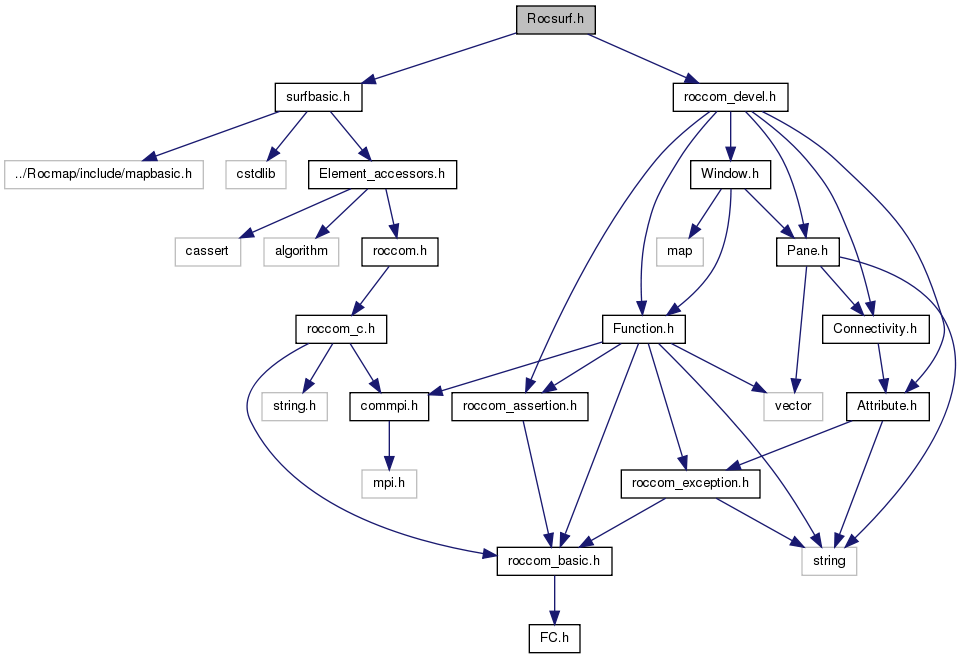 Rocsurf.h
surfbasic.h
roccom_devel.h
../Rocmap/include/mapbasic.h
cstdlib
Element_accessors.h
Window.h
cassert
algorithm
roccom.h
map
Pane.h
roccom_c.h
Function.h
Connectivity.h
string.h
commpi.h
roccom_assertion.h
vector
Attribute.h
mpi.h
roccom_exception.h
roccom_basic.h
string
FC.h